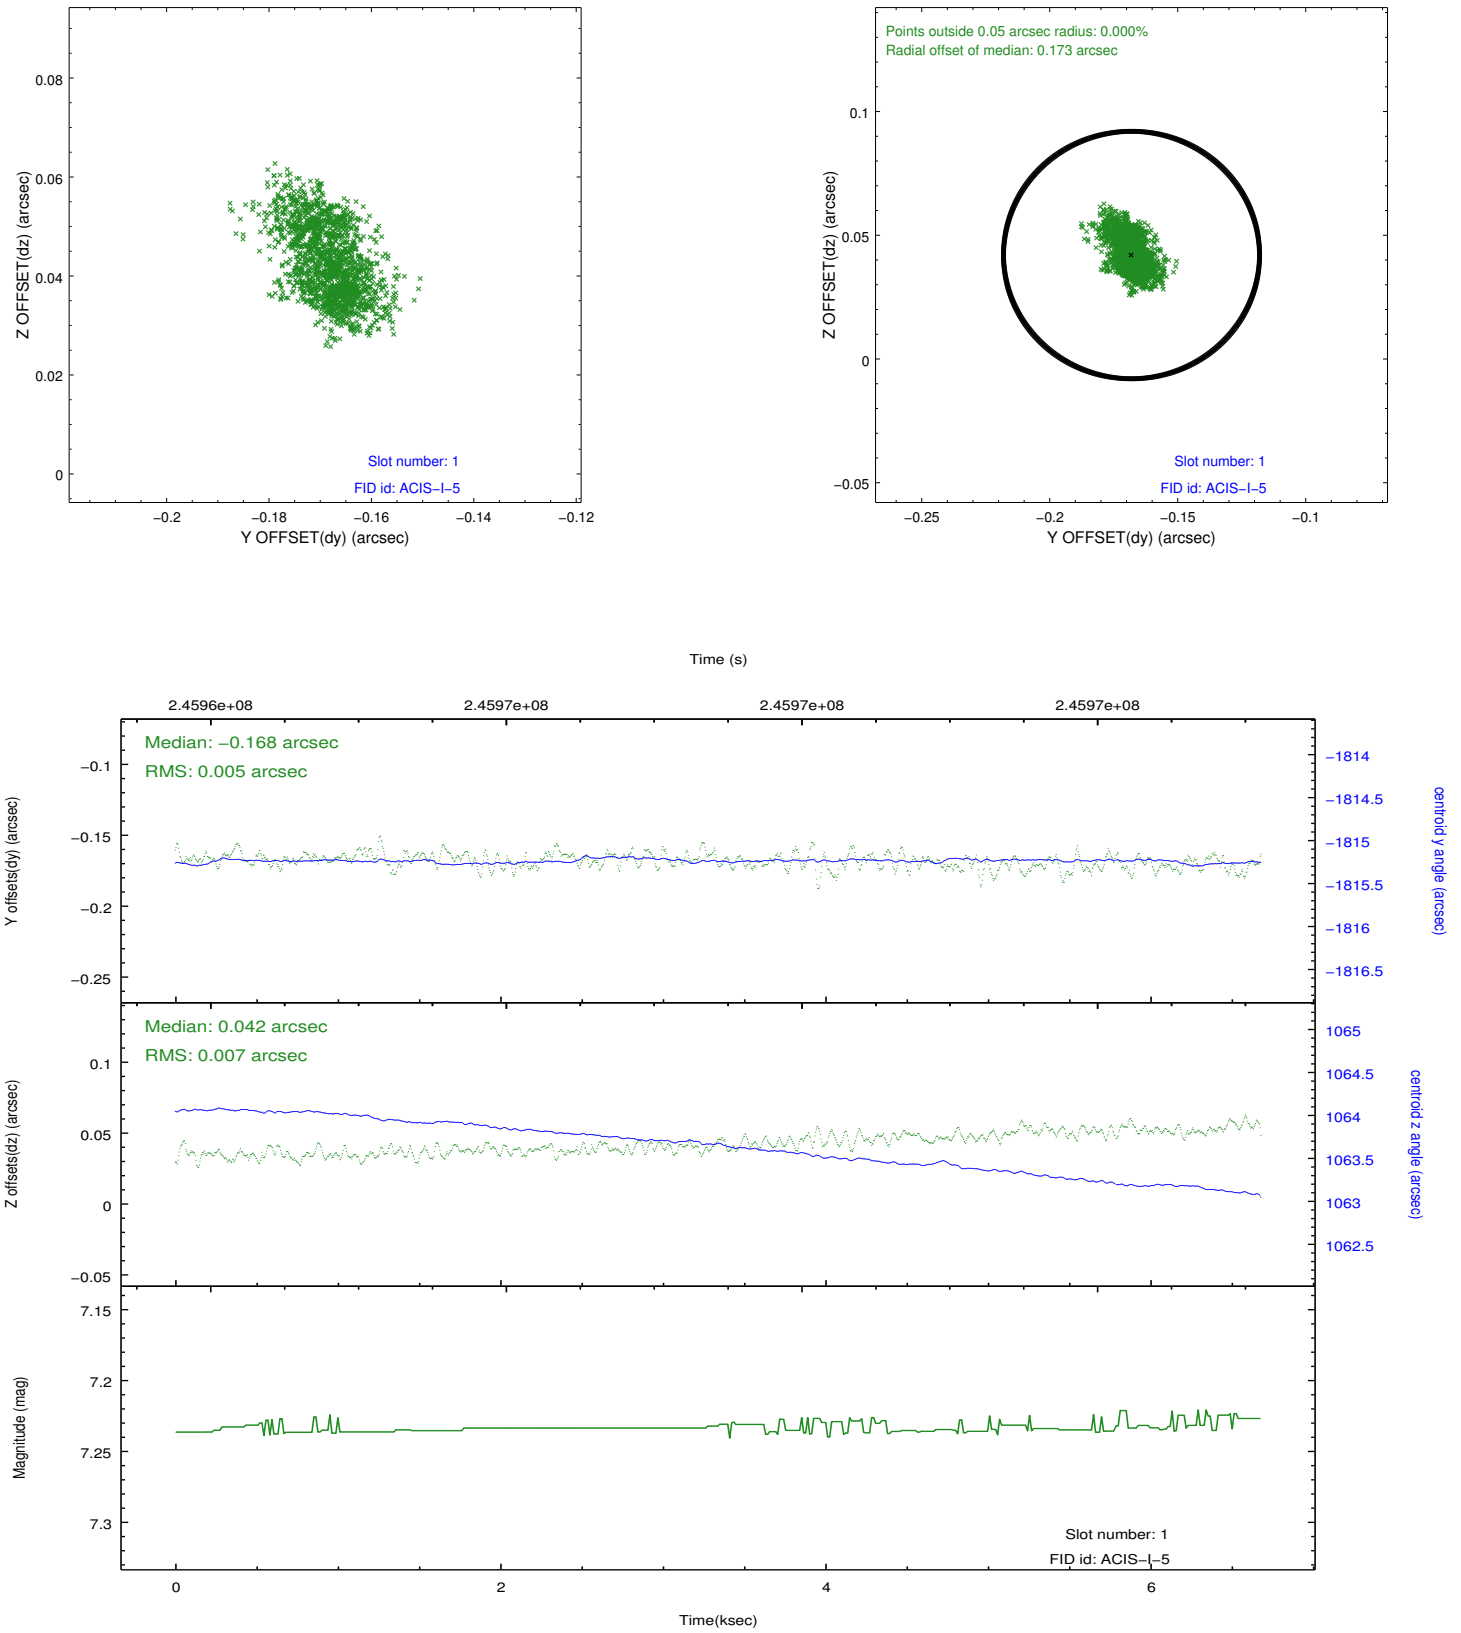 0.08
0.06
0.04
0.02
0
Z OFFSET(dz) (arcsec)
Slot number: 1
FID id: ACIS−I−5
−0.2 −0.18 −0.16 −0.14 −0.12
Y OFFSET(dy) (arcsec)
Points outside 0.05 arcsec radius: 0.000%
Radial offset of median: 0.173 arcsec
0.1
0.05
0
−0.05
Z OFFSET(dz) (arcsec)
Slot number: 1
FID id: ACIS−I−5
−0.25 −0.2 −0.15 −0.1
Y OFFSET(dy) (arcsec)
Time (s)
2.4596e+08 2.4597e+08 2.4597e+08 2.4597e+08
Median: −0.168 arcsec
RMS: 0.005 arcsec
−0.1
−0.15
−0.2
−0.25
Y offsets(dy) (arcsec)
−1814
−1814.5
−1815
−1815.5
−1816
−1816.5
centroid y angle (arcsec)
Median: 0.042 arcsec
RMS: 0.007 arcsec
0.1
0.05
0
−0.05
Z offsets(dz) (arcsec)
1065
1064.5
1064
1063.5
1063
1062.5
centroid z angle (arcsec)
7.15
7.2
7.25
7.3
Magnitude (mag)
Slot number: 1
FID id: ACIS−I−5
0 2 4 6
Time(ksec)